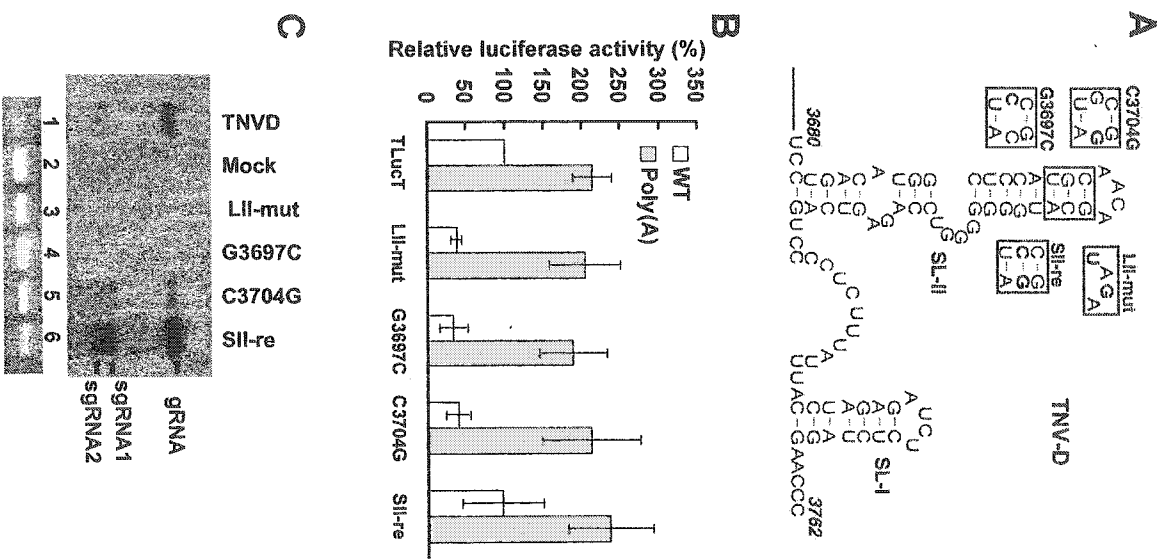 A
TNV-D
C3704G
G3697C
LII-mut
SII-re
SL-II
SL-I
3680
3762
B
Relative luciferase activity (%)
350
300
250
200
150
100
50
0
WT
Poly(A)
TLucT
LII-mut
G3697C
C3704G
SII-re
C
TNVD
Mock
LII-mut
G3697C
C3704G
SII-re
gRNA
sgRNA1
sgRNA2
1 2 3 4 5 6